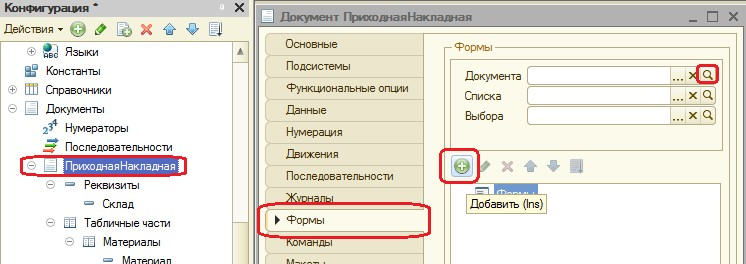 Конфигурация *
Действия
Языки
Константы
Справочники
Документы
Нумераторы
Последовательности
ПриходнаяНакладная
Реквизиты
Склад
Табличные части
Материалы
Материал
Документ ПриходнаяНакладная
Основные
Подсистемы
Функциональные опции
Данные
Нумерация
Движения
Последовательности
Журналы
Формы
Команды
Макеты
Формы
Документа
Списка
Выбора
Формы
Добавить (Ins)